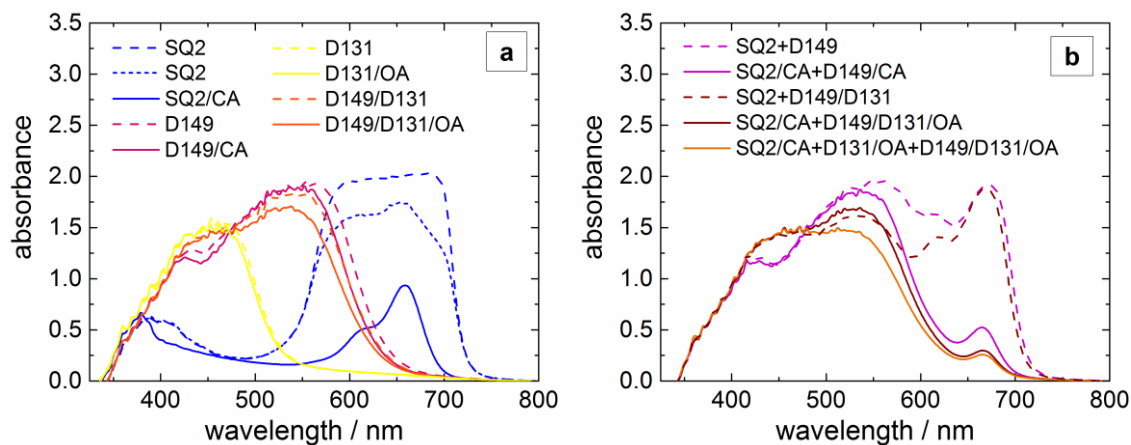 3.5
3.0
2.5
2.0
1.5
1.0
0.5
0.0
absorbance
SQ2
SQ2
SQ2/CA
D149
D149/CA
D131
D131/OA
D149/D131
D149/D131/OA
a
400 500 600 700 800
wavelength / nm
3.5
3.0
2.5
2.0
1.5
1.0
0.5
0.0
absorbance
SQ2+D149
SQ2/CA+D149/CA
SQ2+D149/D131
SQ2/CA+D149/D131/OA
SQ2/CA+D131/OA+D149/D131/OA
b
400 500 600 700 800
wavelength / nm